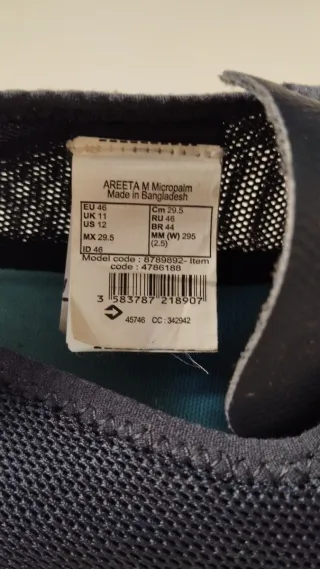 AREETA M Micropalm
Made in Bangladesh
EU 46 Cm 29.5
UK 11 RU 46
US 12 BR 44
MX 29.5 MM (W) 295
(2.5)
ID 46
Model code : 8789892- Item
code : 4786188
3 583787 218907
45746 CC : 342942